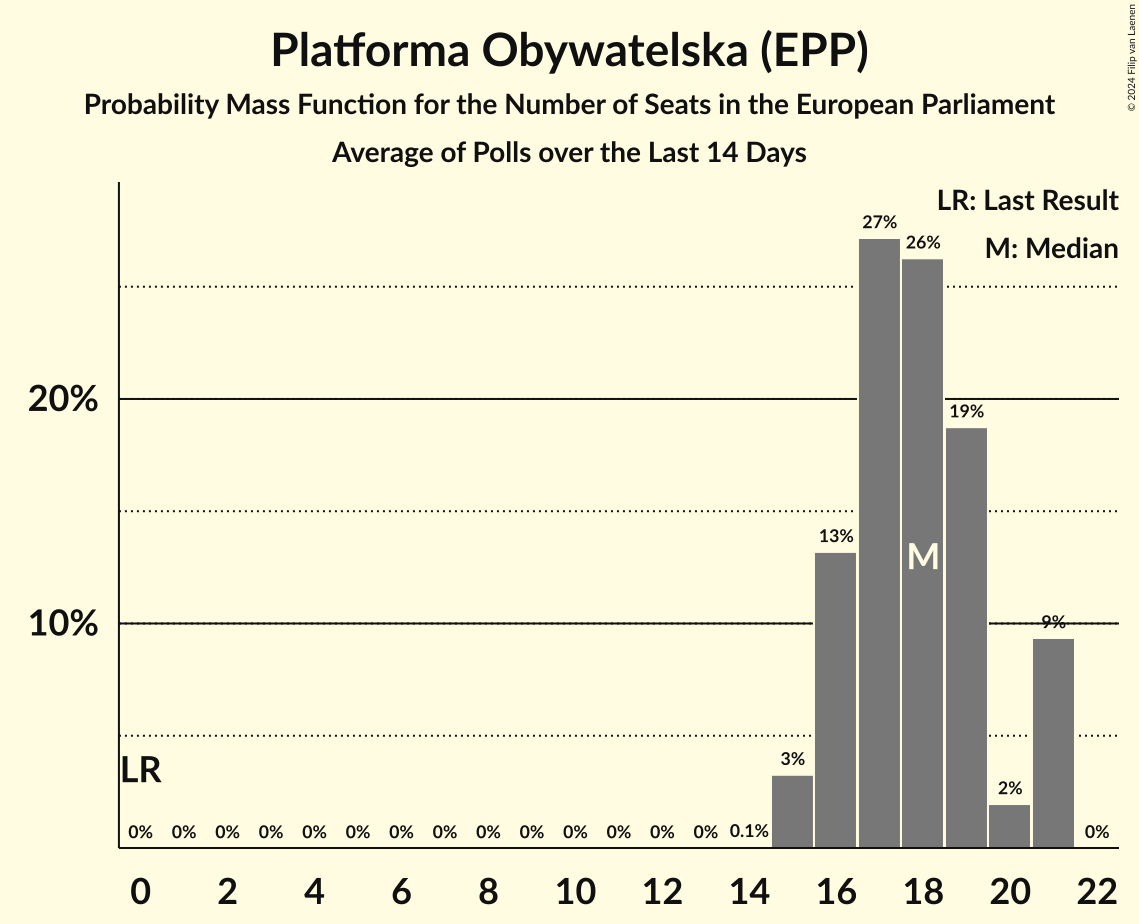 Platforma Obywatelska (EPP)
Probability Mass Function for the Number of Seats in the European Parliament
Average of Polls over the Last 14 Days
© 2024 Filip van Laenen
LR: Last Result
M: Median
27%
26%
20%
19%
13%
M
10%
9%
LR
3%
2%
0% 0% 0% 0% 0% 0% 0% 0% 0% 0% 0% 0% 0% 0% 0.1% 0%
0 2 4 6 8 10 12 14 16 18 20 22